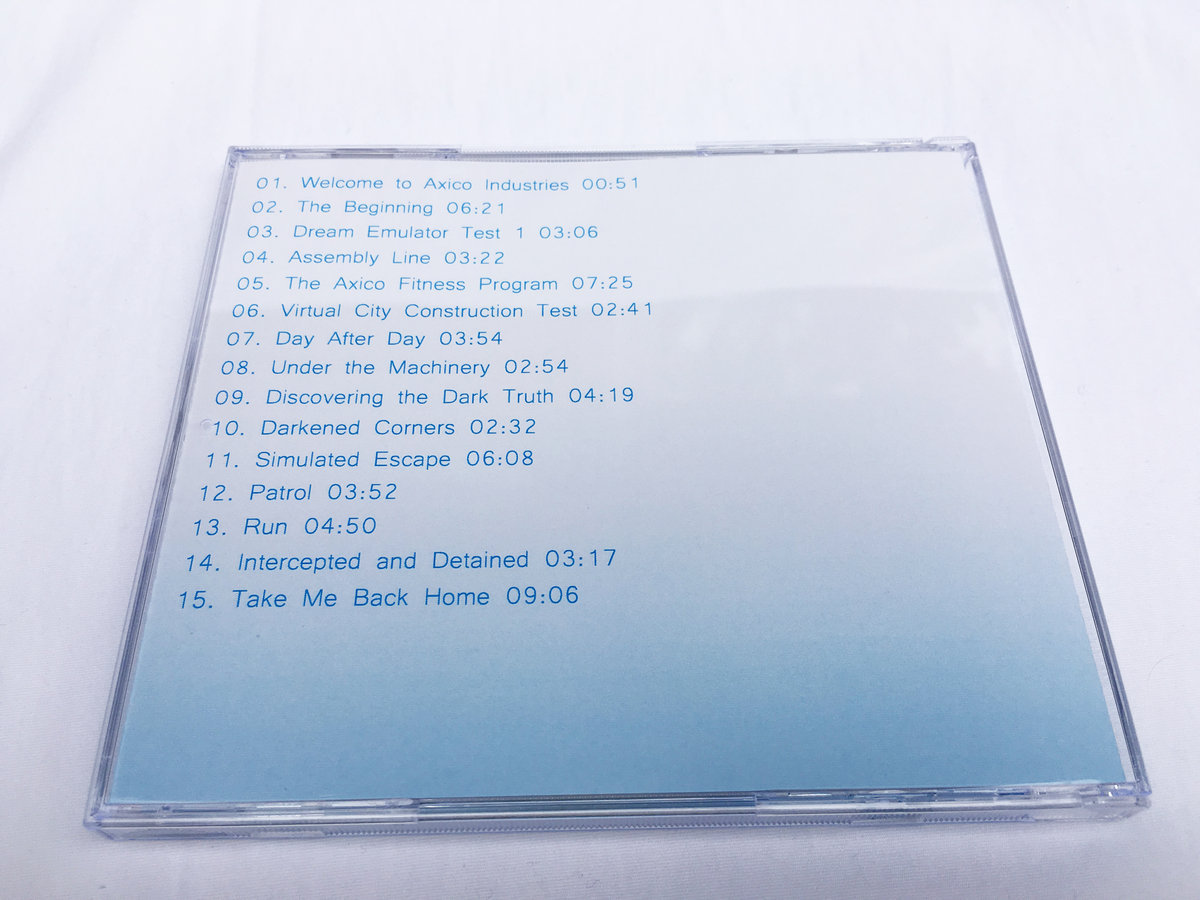 01. Welcome to Axico Industries 00:51
02. The Beginning 06:21
03. Dream Emulator Test 1 03:06
04. Assembly Line 03:22
05. The Axico Fitness Program 07:25
06. Virtual City Construction Test 02:41
07. Day After Day 03:54
08. Under the Machinery 02:54
09. Discovering the Dark Truth 04:19
10. Darkened Corners 02:32
11. Simulated Escape 06:08
12. Patrol 03:52
13. Run 04:50
14. Intercepted and Detained 03:17
15. Take Me Back Home 09:06